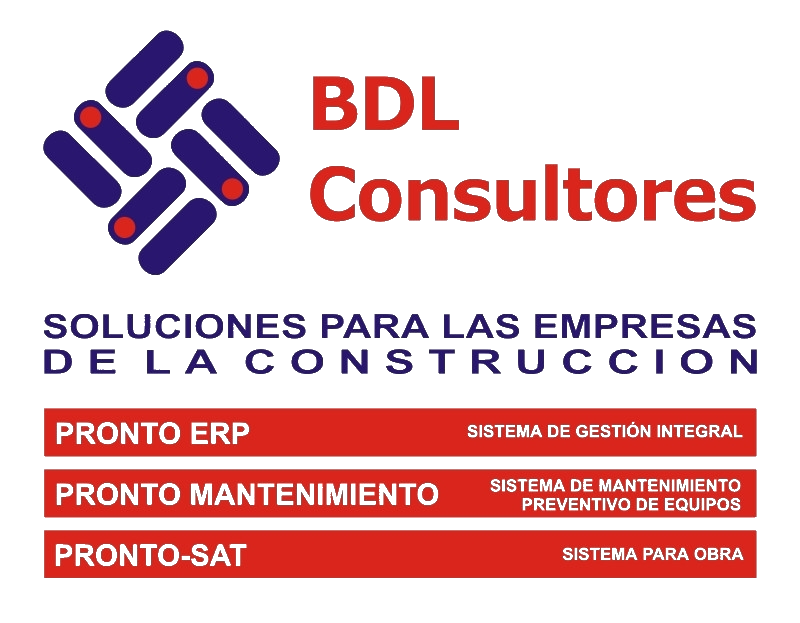 BDL
Consultores
SOLUCIONES PARA LAS EMPRESAS
DE LA CONSTRUCCION
PRONTO ERP SISTEMA DE GESTIÓN INTEGRAL
PRONTO MANTENIMIENTO SISTEMA DE MANTENIMIENTO
PREVENTIVO DE EQUIPOS
PRONTO-SAT SISTEMA PARA OBRA